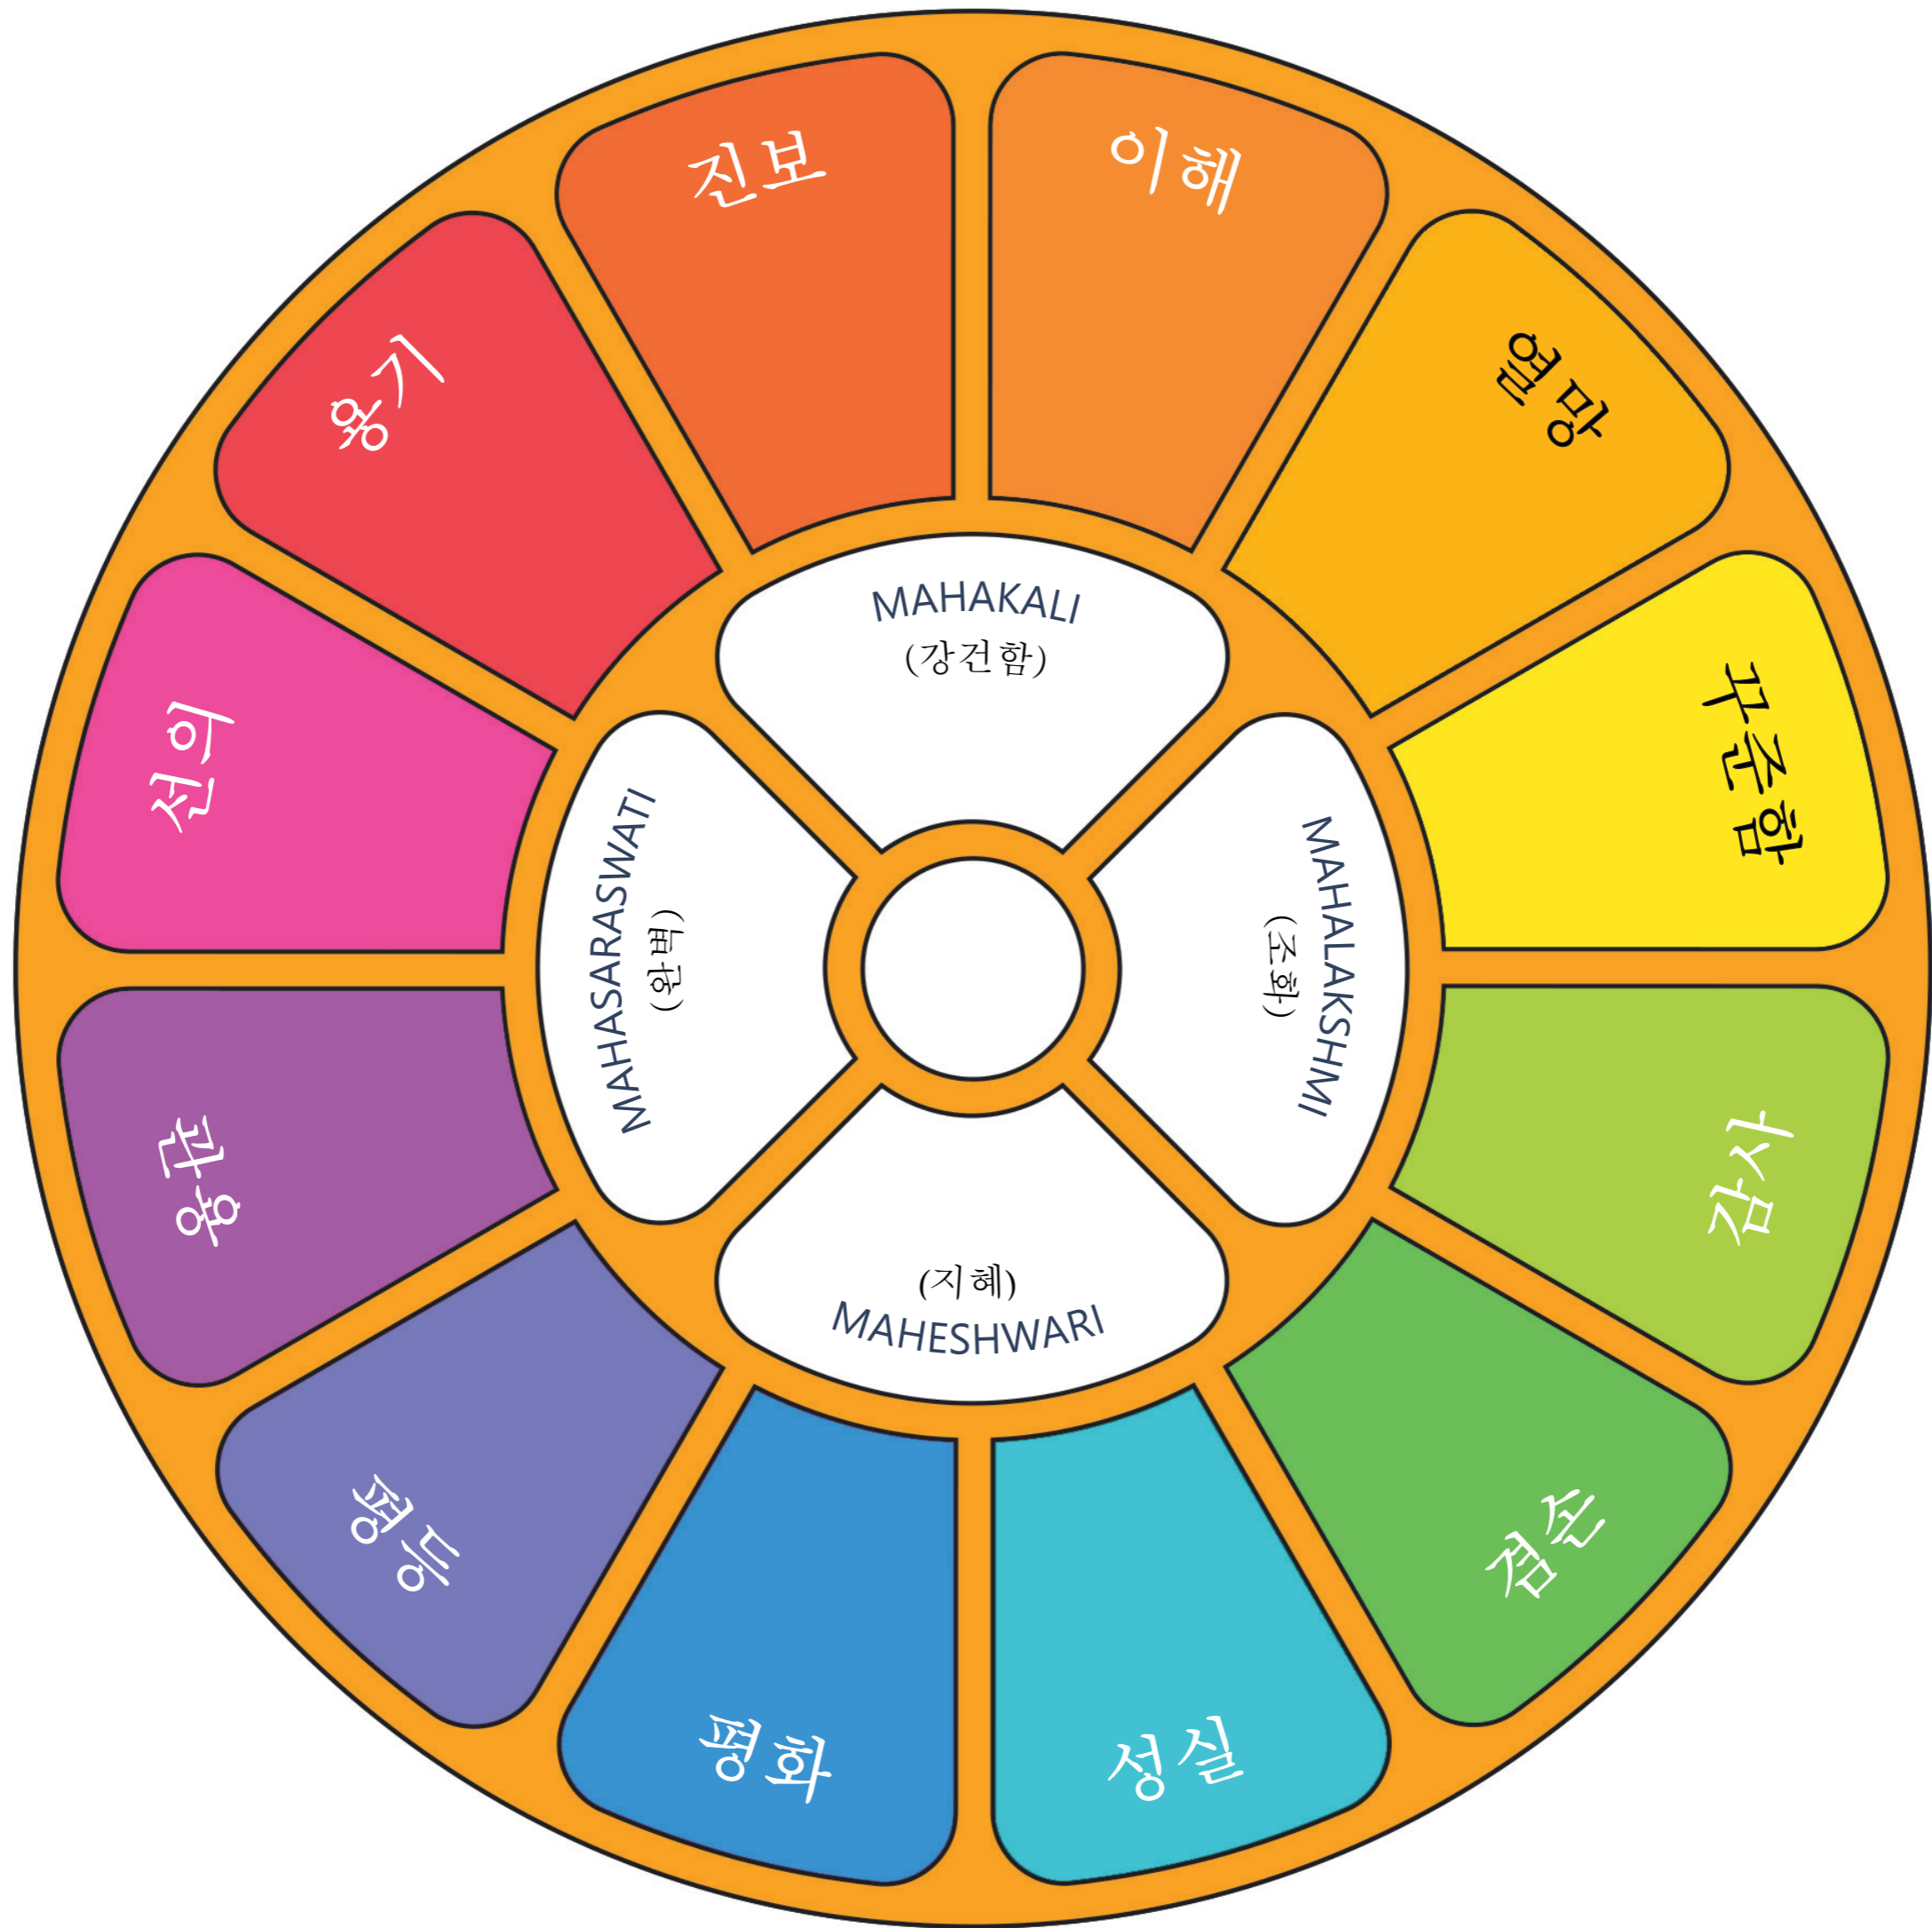 진보
이해
열망
꾸준함
감사
겸손
성실
평화
평등
관용
선의
용기
MAHAKALI
(강건함)
MAHALAKSHMI
(조화)
(지혜)
MAHESHWARI
MAHASARASWATI
(완벽)